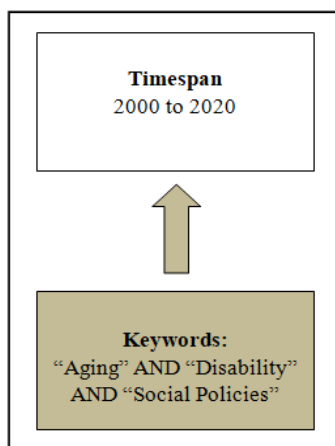 Timespan
2000 to 2020
Keywords:
“Aging” AND “Disability”
AND “Social Policies”